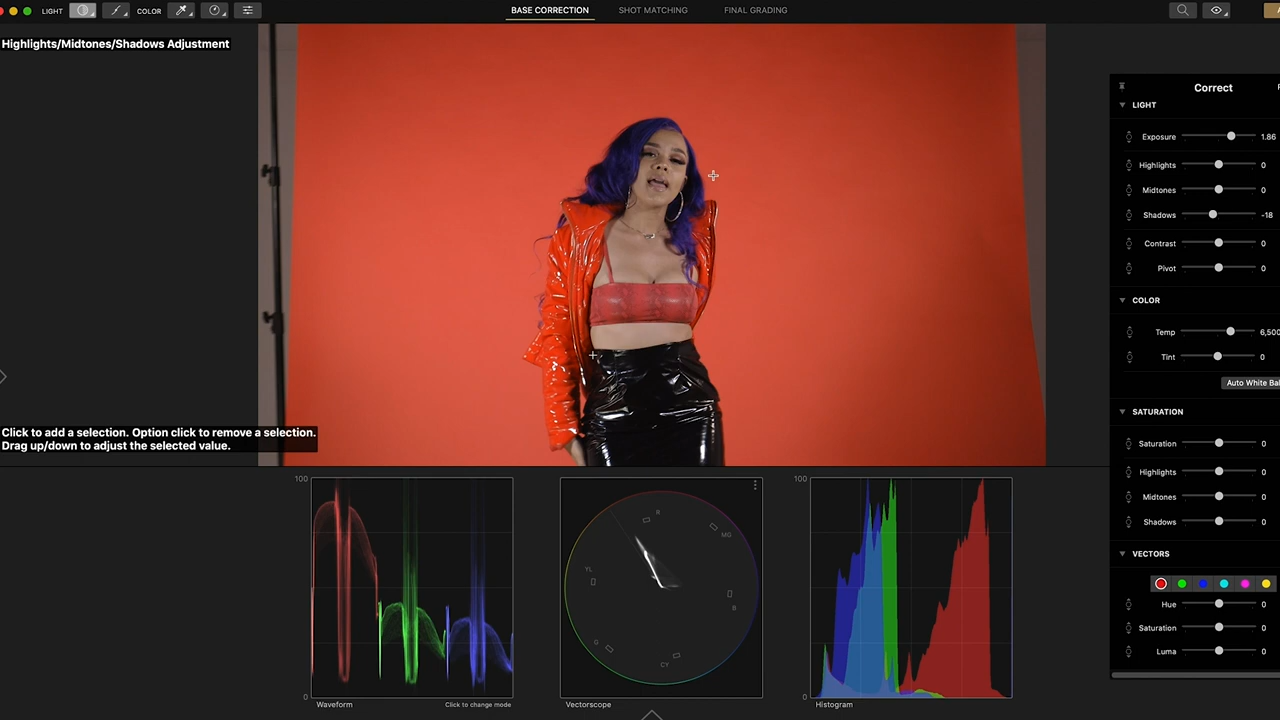 LIGHT COLOR BASE CORRECTION SHOT MATCHING FINAL GRADING
Highlights/Midtones/Shadows Adjustment
Correct
LIGHT
Exposure 1.86
Highlights 0
Midtones 0
Shadows -18
Contrast 0
Pivot 0
COLOR
Temp 6,500
Tint 0
Auto White Bal
SATURATION
Saturation 0
Highlights 0
Midtones 0
Shadows 0
VECTORS
Hue 0
Saturation 0
Luma 0
Click to add a selection. Option click to remove a selection.
Drag up/down to adjust the selected value.
100
0
Waveform Click to change mode
R
MG
B
CY
G
YL
Vectorscope
100
0
Histogram